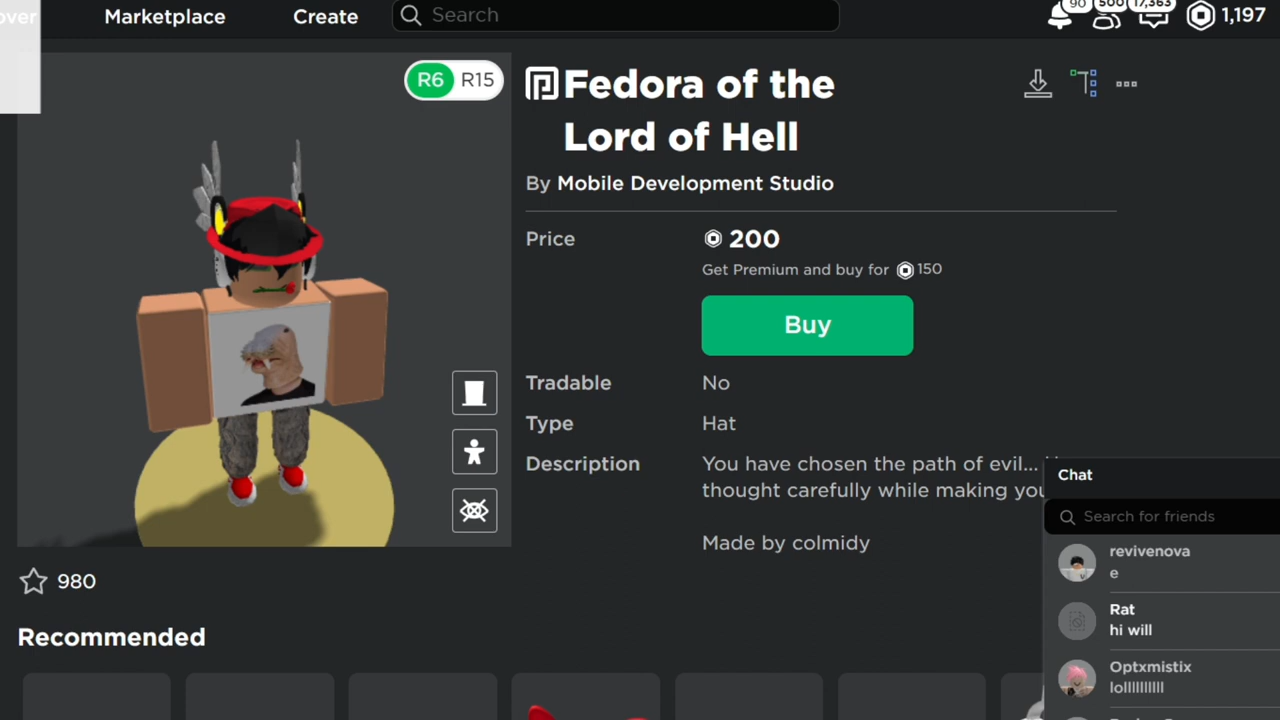 over Marketplace Create Search 90 500 17,363 1,197
R6 R15
Fedora of the
Lord of Hell
By Mobile Development Studio
Price 200
Get Premium and buy for 150
Buy
Tradable No
Type Hat
Description You have chosen the path of evil...
thought carefully while making you
Made by colmidy
980
Recommended
Chat
Search for friends
revivenova
e
Rat
hi will
Optxmistix